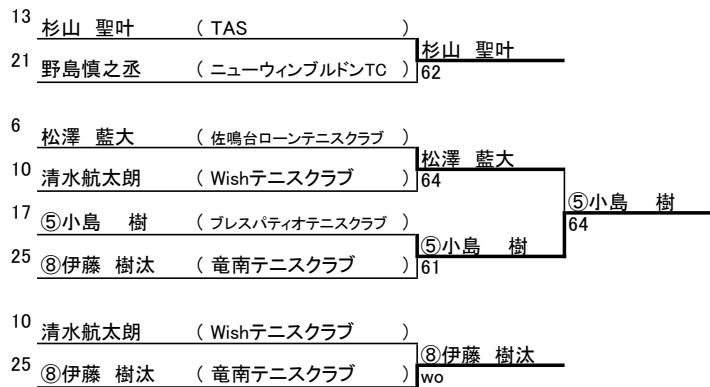 13 杉山 聖叶 ( TAS )
杉山 聖叶
21 野島慎之丞 ( ニューウィンブルドンTC ) 62
6 松澤 藍大 ( 佐鳴台ローンテニスクラブ )
松澤 藍大
10 清水航太朗 ( Wishテニスクラブ ) 64
⑤小島 樹
64
17 ⑤小島 樹 ( ブレスパティオテニスクラブ )
⑤小島 樹
25 ⑧伊藤 樹汰 ( 竜南テニスクラブ ) 61
10 清水航太朗 ( Wishテニスクラブ )
⑧伊藤 樹汰
25 ⑧伊藤 樹汰 ( 竜南テニスクラブ ) wo